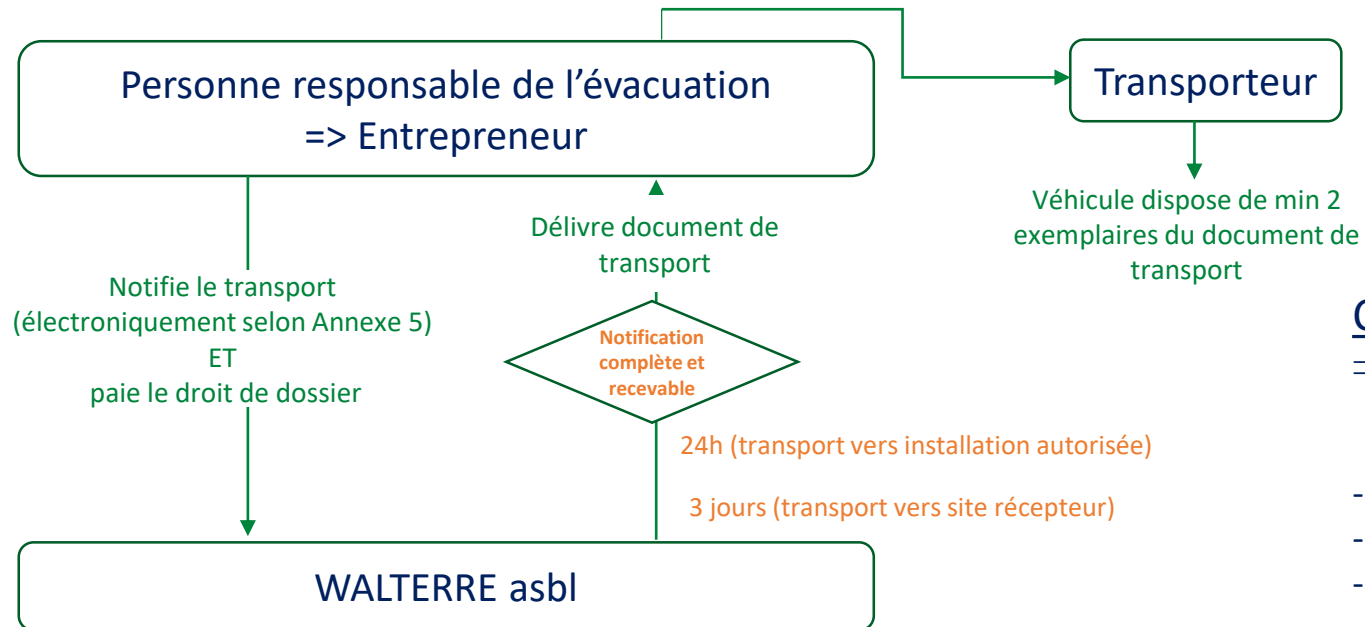 Personne responsable de l'évacuation
=> Entrepreneur
Transporteur
Véhicule dispose de min 2
exemplaires du document de
transport
Délivre document de
transport
Notifie le transport
(électroniquement selon Annexe 5)
ET
paie le droit de dossier
Notification
complète et
recevable
24h (transport vers installation autorisée)
3 jours (transport vers site récepteur)
-
-
-
WALTERRE asbl